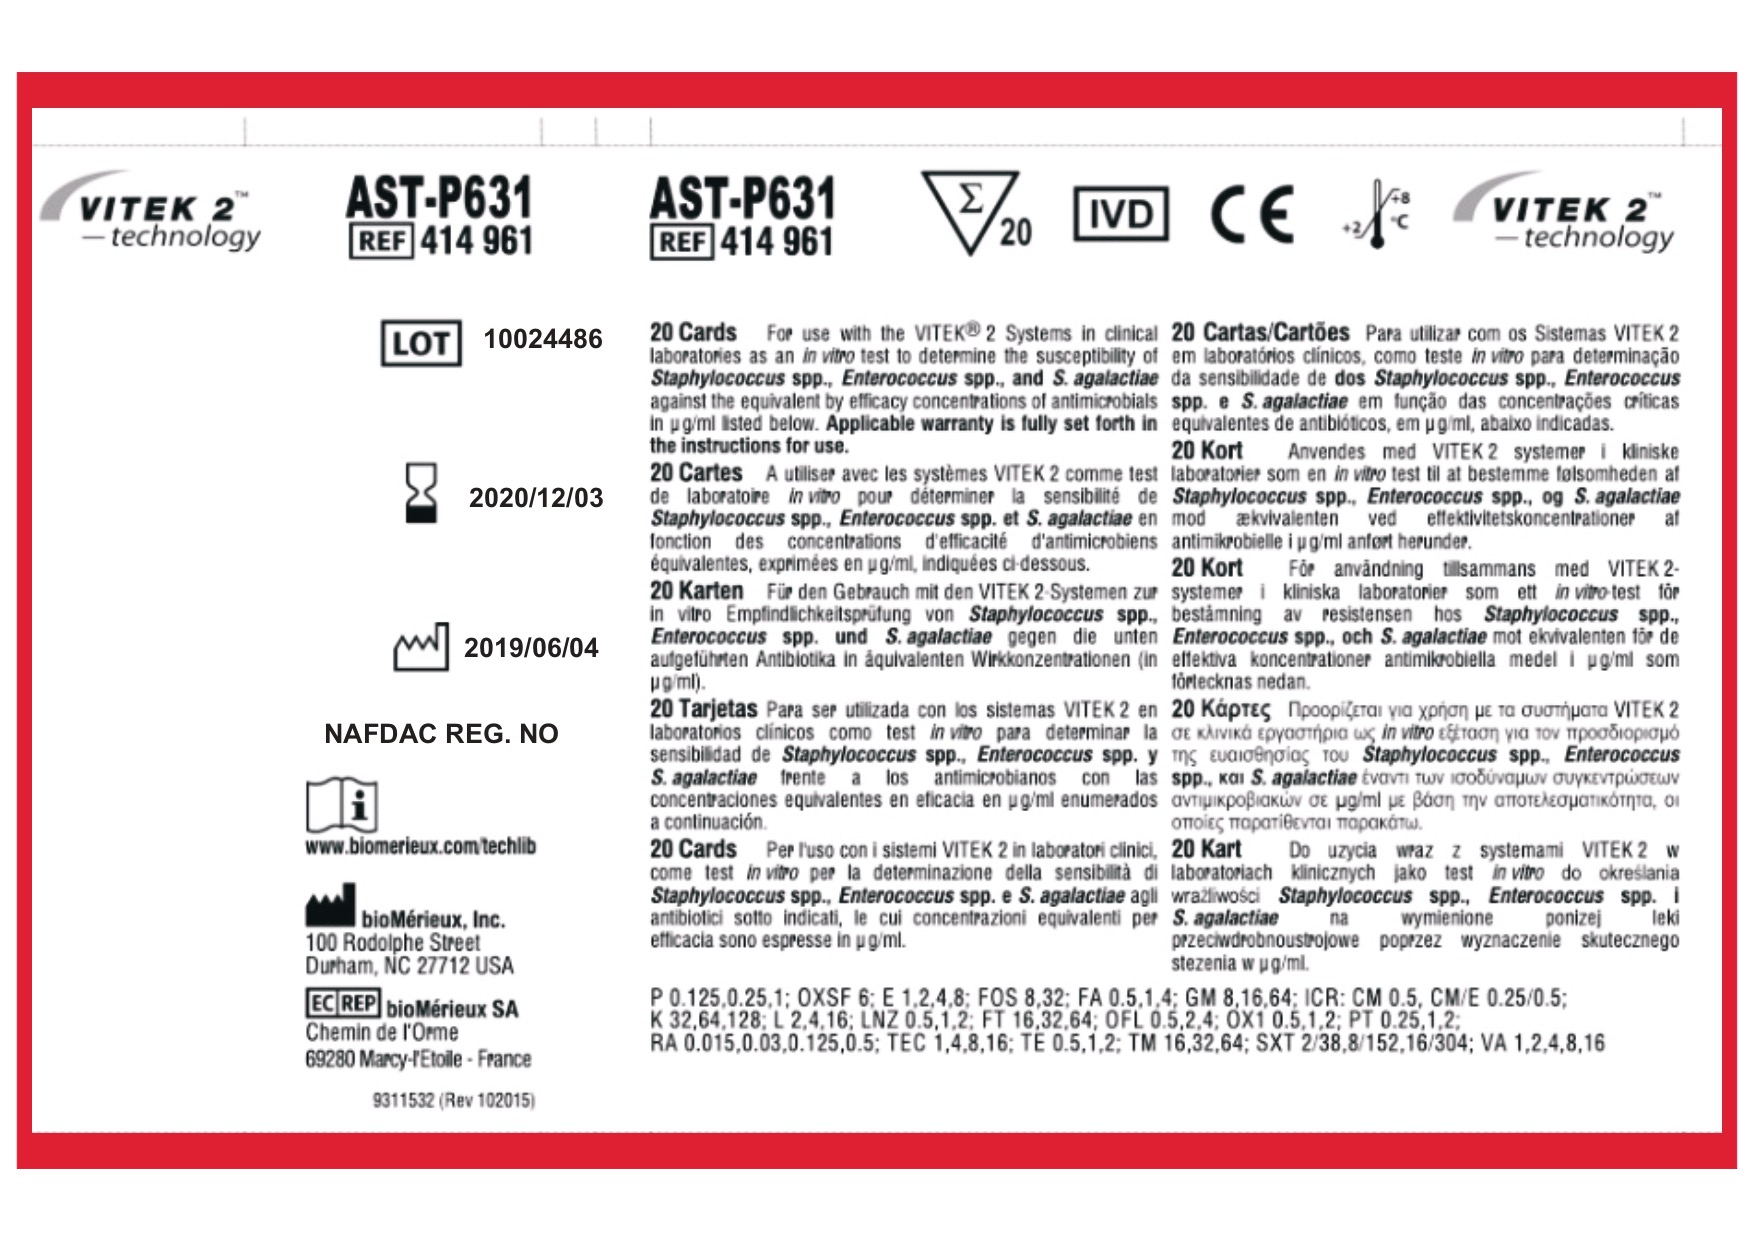 VITEK 2™
technology
AST-P631
REF 414 961
AST-P631
REF 414 961
Σ 20
IVD
CE
+2 +8 °C
VITEK 2™
technology
LOT 10024486
2020/12/03
2019/06/04
NAFDAC REG. NO
i
www.biomerieux.com/techlib
bioMérieux, Inc.
100 Rodolphe Street
Durham, NC 27712 USA
EC REP bioMérieux SA
Chemin de l'Orme
69280 Marcy-l'Etoile - France
9311532 (Rev 102015)
20 Cards For use with the VITEK® 2 Systems in clinical
laboratories as an in vitro test to determine the susceptibility of
Staphylococcus spp., Enterococcus spp., and S. agalactiae
against the equivalent by efficacy concentrations of antimicrobials
in µg/ml listed below. Applicable warranty is fully set forth in
the instructions for use.
20 Cartes A utiliser avec les systèmes VITEK 2 comme test
de laboratoire in vitro pour déterminer la sensibilité de
Staphylococcus spp., Enterococcus spp. et S. agalactiae en
fonction des concentrations d'efficacité d'antimicrobiens
équivalentes, exprimées en µg/ml, indiquées ci-dessous.
20 Karten Für den Gebrauch mit den VITEK 2-Systemen zur
in vitro Empfindlichkeitsprüfung von Staphylococcus spp.,
Enterococcus spp. und S. agalactiae gegen die unten
aufgeführten Antibiotika in äquivalenten Wirkkonzentrationen (in
µg/ml).
20 Tarjetas Para ser utilizada con los sistemas VITEK 2 en
laboratorios clínicos como test in vitro para determinar la
sensibilidad de Staphylococcus spp., Enterococcus spp. y
S. agalactiae frente a los antimicrobianos con las
concentraciones equivalentes en eficacia en µg/ml enumerados
a continuación.
20 Cards Per l'uso con i sistemi VITEK 2 in laboratori clinici,
come test in vitro per la determinazione della sensibilità di
Staphylococcus spp., Enterococcus spp. e S. agalactiae agli
antibiotici sotto indicati, le cui concentrazioni equivalenti per
efficacia sono espresse in µg/ml.
20 Cartas/Cartões Para utilizar com os Sistemas VITEK 2
em laboratórios clínicos, como teste in vitro para determinação
da sensibilidade de dos Staphylococcus spp., Enterococcus
spp. e S. agalactiae em função das concentrações críticas
equivalentes de antibióticos, em µg/ml, abaixo indicadas.
20 Kort Anvendes med VITEK 2 systemer i kliniske
laboratorier som en in vitro test til at bestemme følsomheden af
Staphylococcus spp., Enterococcus spp., og S. agalactiae
mod ækvivalenten ved effektivitetskoncentrationer af
antimikrobielle i µg/ml anført herunder.
20 Kort För användning tillsammans med VITEK 2-
systemer i kliniska laboratorier som ett in vitro-test för
bestämning av resistensen hos Staphylococcus spp.,
Enterococcus spp., och S. agalactiae mot ekvivalenten för de
effektiva koncentrationer antimikrobiella medel i µg/ml som
förtecknas nedan.
20 Κάρτες Προορίζεται για χρήση με τα συστήματα VITEK 2
σε κλινικά εργαστήρια ως in vitro εξέταση για τον προσδιορισμό
της ευαισθησίας του Staphylococcus spp., Enterococcus
spp., και S. agalactiae έναντι των ισοδύναμων συγκεντρώσεων
αντιμικροβιακών σε µg/ml με βάση την αποτελεσματικότητα, οι
οποίες παρατίθενται παρακάτω.
20 Kart Do uzycia wraz z systemami VITEK 2 w
laboratoriach klinicznych jako test in vitro do określania
wrażliwości Staphylococcus spp., Enterococcus spp. i
S. agalactiae na wymienione ponizej leki
przeciwdrobnoustrojowe poprzez wyznaczenie skutecznego
stezenia w µg/ml.
P 0.125,0.25,1; OXSF 6; E 1,2,4,8; FOS 8,32; FA 0.5,1,4; GM 8,16,64; ICR: CM 0.5, CM/E 0.25/0.5;
K 32,64,128; L 2,4,16; LNZ 0.5,1,2; FT 16,32,64; OFL 0.5,2,4; OX1 0.5,1,2; PT 0.25,1,2;
RA 0.015,0.03,0.125,0.5; TEC 1,4,8,16; TE 0.5,1,2; TM 16,32,64; SXT 2/38,8/152,16/304; VA 1,2,4,8,16